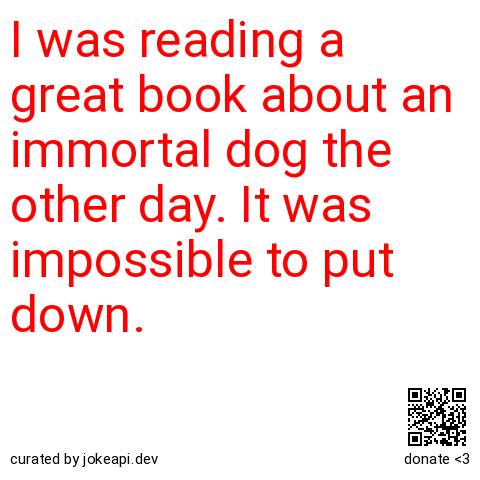 I was reading a
great book about an
immortal dog the
other day. It was
impossible to put
down.
curated by jokeapi.dev
donate <3